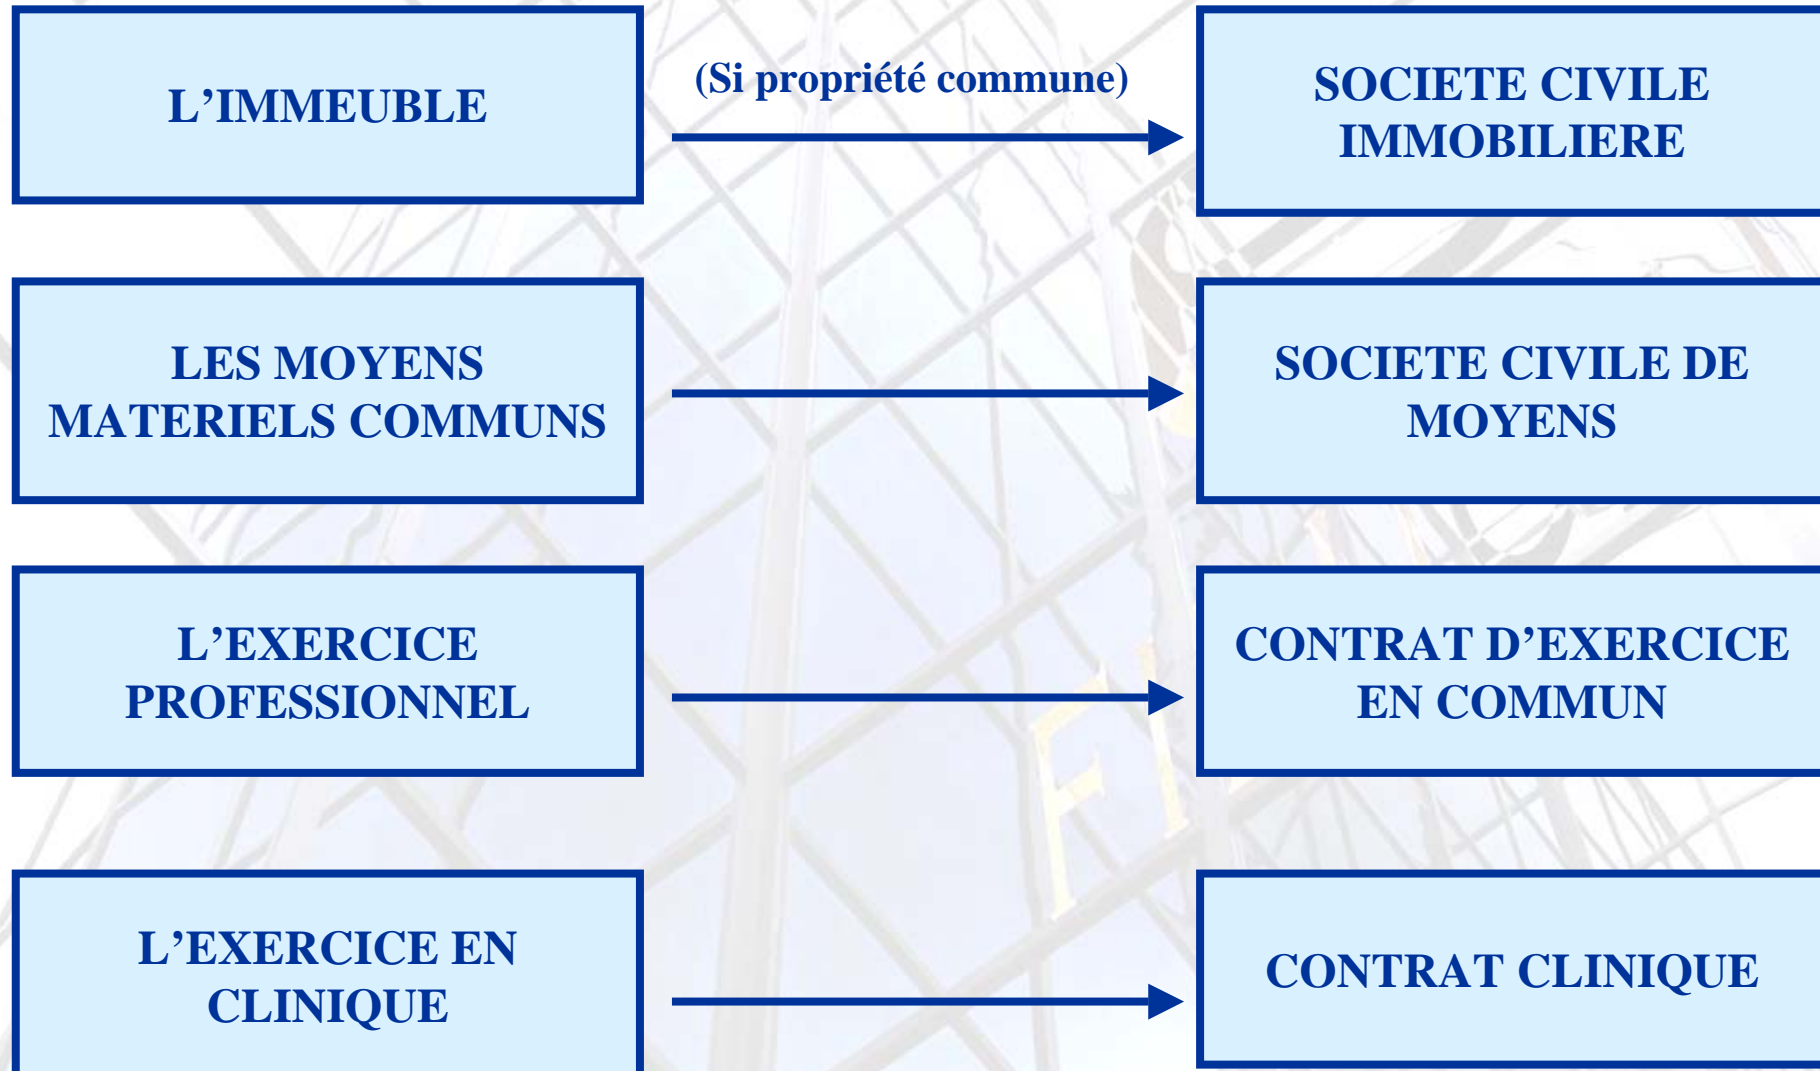 L’IMMEUBLE
(Si propriété commune)
SOCIETE CIVILE
IMMOBILIERE
LES MOYENS
MATERIELS COMMUNS
SOCIETE CIVILE DE
MOYENS
L’EXERCICE
PROFESSIONNEL
CONTRAT D’EXERCICE
EN COMMUN
L’EXERCICE EN
CLINIQUE
CONTRAT CLINIQUE